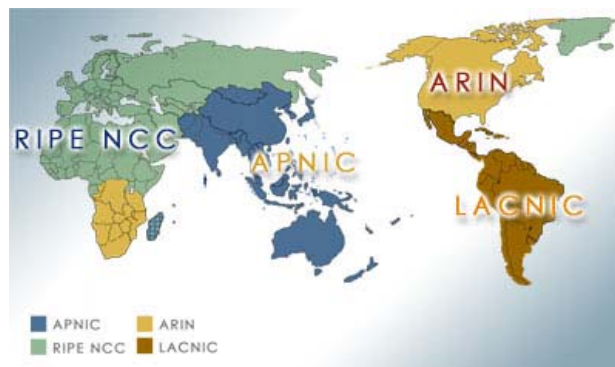 ARIN
RIPE NCC
APNIC
LACNIC
APNIC ARIN
RIPE NCC LACNIC